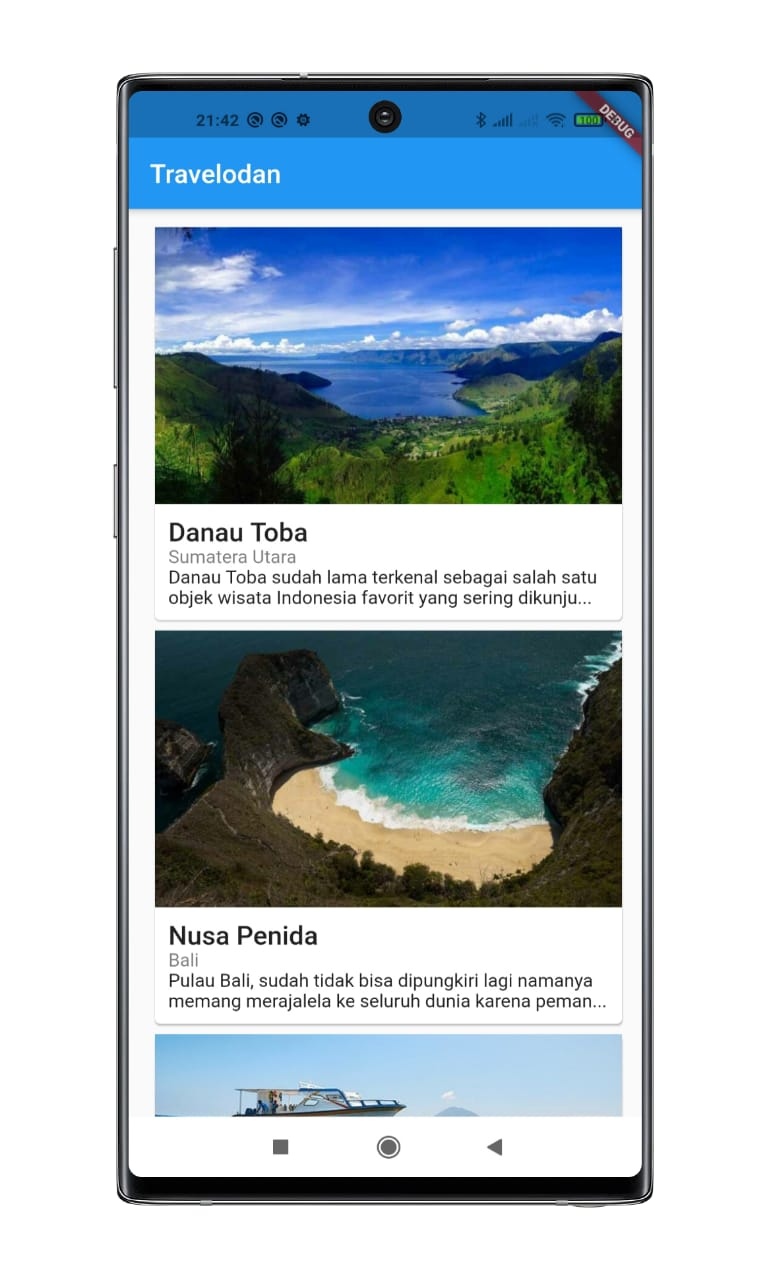 21:42
100
DEBUG
Travelodan
Danau Toba
Sumatera Utara
Danau Toba sudah lama terkenal sebagai salah satu
objek wisata Indonesia favorit yang sering dikunju...
Nusa Penida
Bali
Pulau Bali, sudah tidak bisa dipungkiri lagi namanya
memang merajalela ke seluruh dunia karena peman...